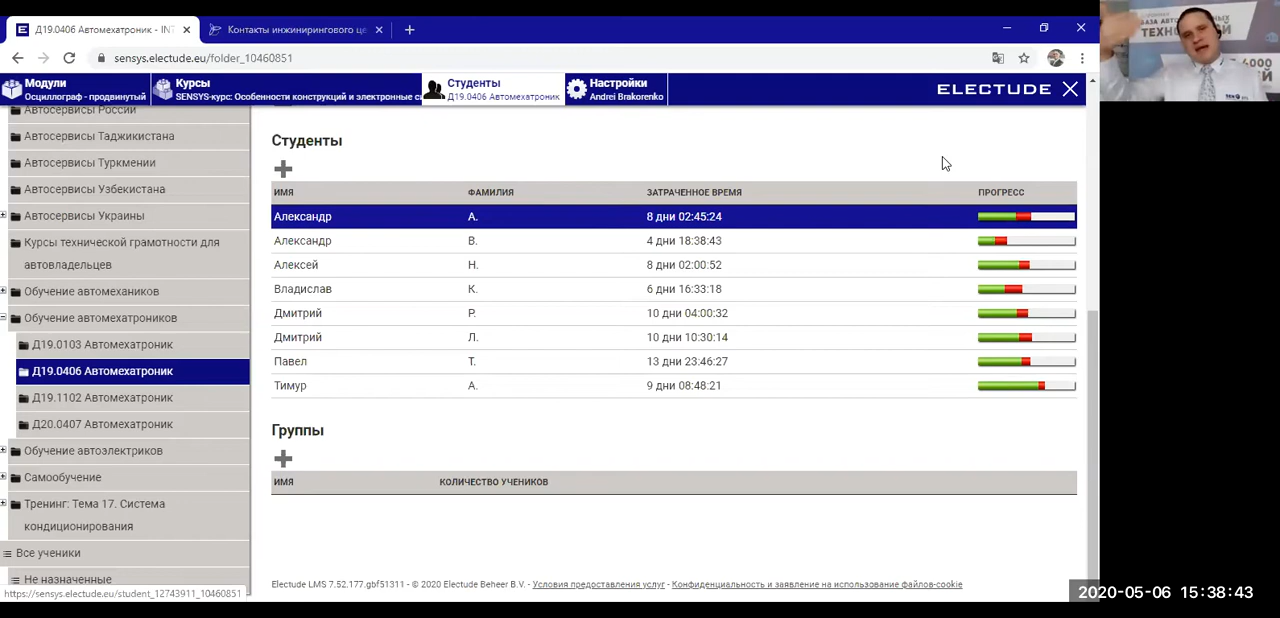 Д19.0406 Автомехатроник - INT
Контакты инжинирингового це
sensys.electude.eu/folder_10460851
Модули
Осциллограф - продвинутый
Курсы
SENSYS-курс: Особенности конструкций и электронные с
Студенты
Д19.0406 Автомехатроник
Настройки
Andrei Brakorenko
ELECTUDE
Автосервисы России
Автосервисы Таджикистана
Автосервисы Туркмении
Автосервисы Узбекистана
Автосервисы Украины
Курсы технической грамотности для
автовладельцев
Обучение автомехаников
Обучение автомехатроников
Д19.0103 Автомехатроник
Д19.0406 Автомехатроник
Д19.1102 Автомехатроник
Д20.0407 Автомехатроник
Обучение автоэлектриков
Самообучение
Тренинг: Тема 17. Система
кондиционирования
Все ученики
Не назначенные
https://sensys.electude.eu/student_12743911_10460851
Студенты
ИМЯ ФАМИЛИЯ ЗАТРАЧЕННОЕ ВРЕМЯ ПРОГРЕСС
Александр А. 8 дни 02:45:24
Александр В. 4 дни 18:38:43
Алексей Н. 8 дни 02:00:52
Владислав К. 6 дни 16:33:18
Дмитрий Р. 10 дни 04:00:32
Дмитрий Л. 10 дни 10:30:14
Павел Т. 13 дни 23:46:27
Тимур А. 9 дни 08:48:21
Группы
ИМЯ КОЛИЧЕСТВО УЧЕНИКОВ
Electude LMS 7.52.177.gbf51311 - © 2020 Electude Beheer B.V. - Условия предоставления услуг - Конфиденциальность и заявление на использование файлов-cookie
2020-05-06 15:38:43